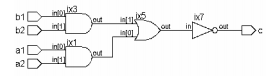 b1 in[0] ix3
out in[1] ix5
b2 in[1]
out in ix7 out c
a1 in[0] ix1 in[0]
out
a2 in[1]